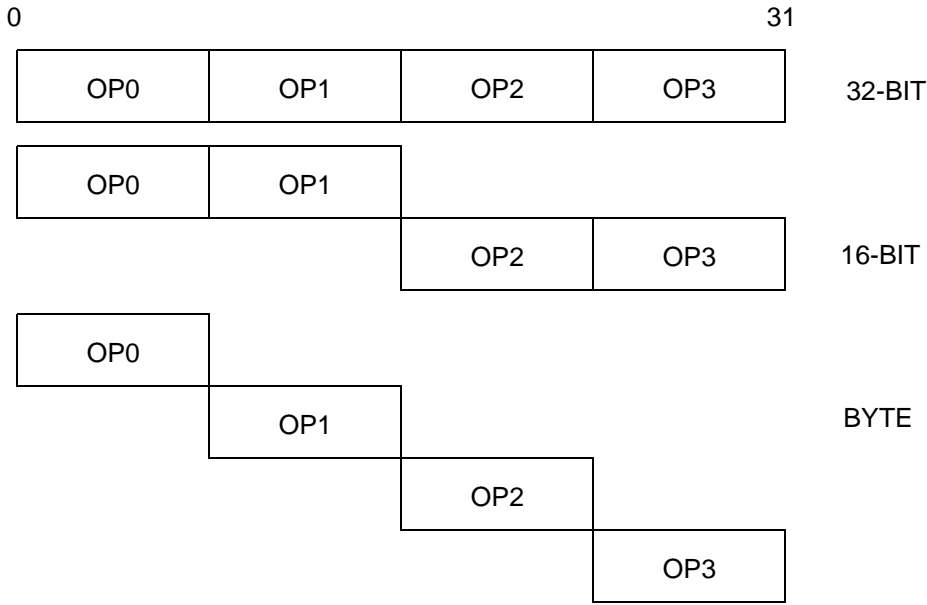 0 31
OP0 OP1 OP2 OP3 32-BIT
OP0 OP1
OP2 OP3 16-BIT
OP0
OP1 BYTE
OP2
OP3